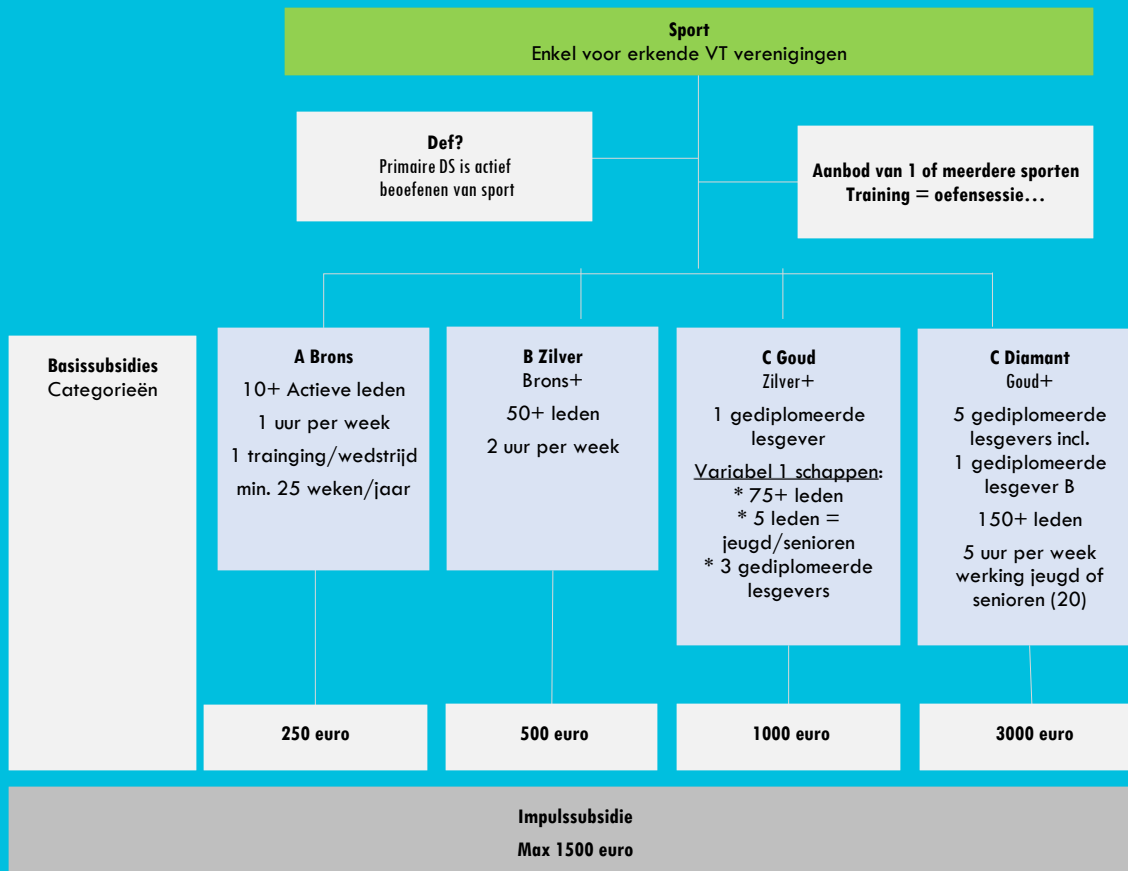 Sport
Enkel voor erkende VT verenigingen
Def?
Primaire DS is actief
beoefenen van sport
Aanbod van 1 of meerdere sporten
Training = oefensessie…
Basissubsidies
Categorieën
A Brons
10+ Actieve leden
1 uur per week
1 trainging/wedstrijd
min. 25 weken/jaar
B Zilver
Brons+
50+ leden
2 uur per week
C Goud
Zilver+
1 gediplomeerde
lesgever
Variabel 1 schappen:
* 75+ leden
* 5 leden =
jeugd/senioren
* 3 gediplomeerde
lesgevers
C Diamant
Goud+
5 gediplomeerde
lesgevers incl.
1 gediplomeerde
lesgever B
150+ leden
5 uur per week
werking jeugd of
senioren (20)
250 euro
500 euro
1000 euro
3000 euro
Impulssubsidie
Max 1500 euro